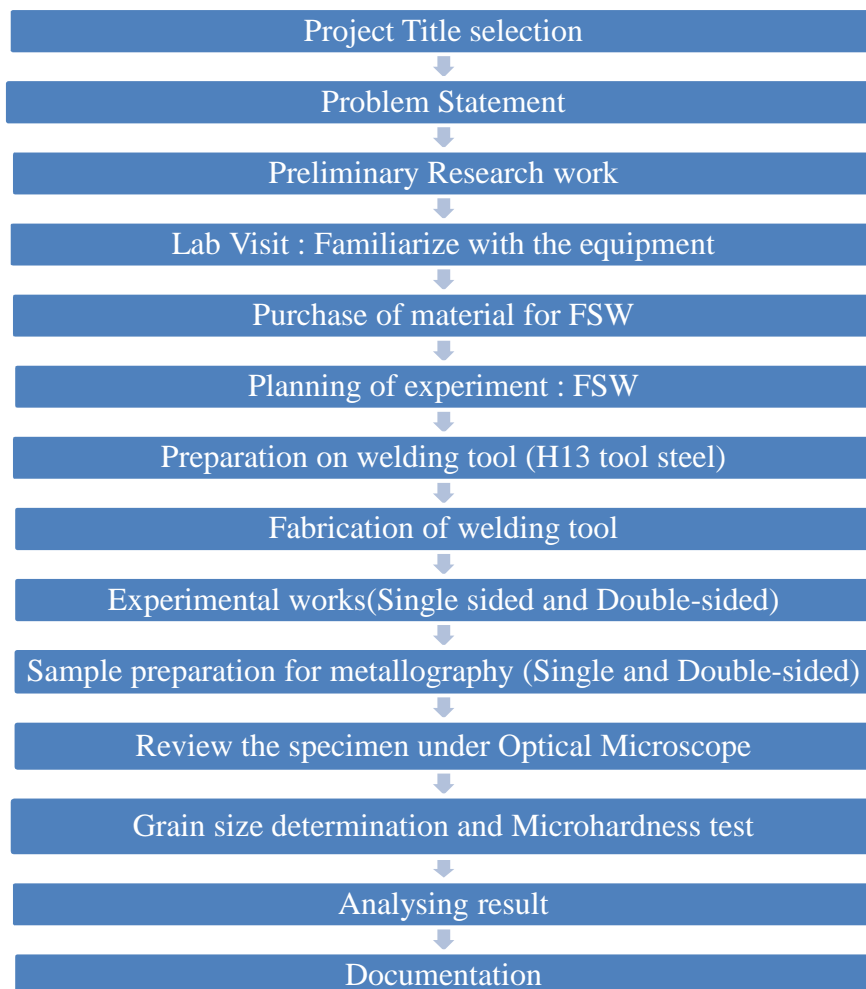 Project Title selection
Problem Statement
Preliminary Research work
Lab Visit : Familiarize with the equipment
Purchase of material for FSW
Planning of experiment : FSW
Preparation on welding tool (H13 tool steel)
Fabrication of welding tool
Experimental works(Single sided and Double-sided)
Sample preparation for metallography (Single and Double-sided)
Review the specimen under Optical Microscope
Grain size determination and Microhardness test
Analysing result
Documentation